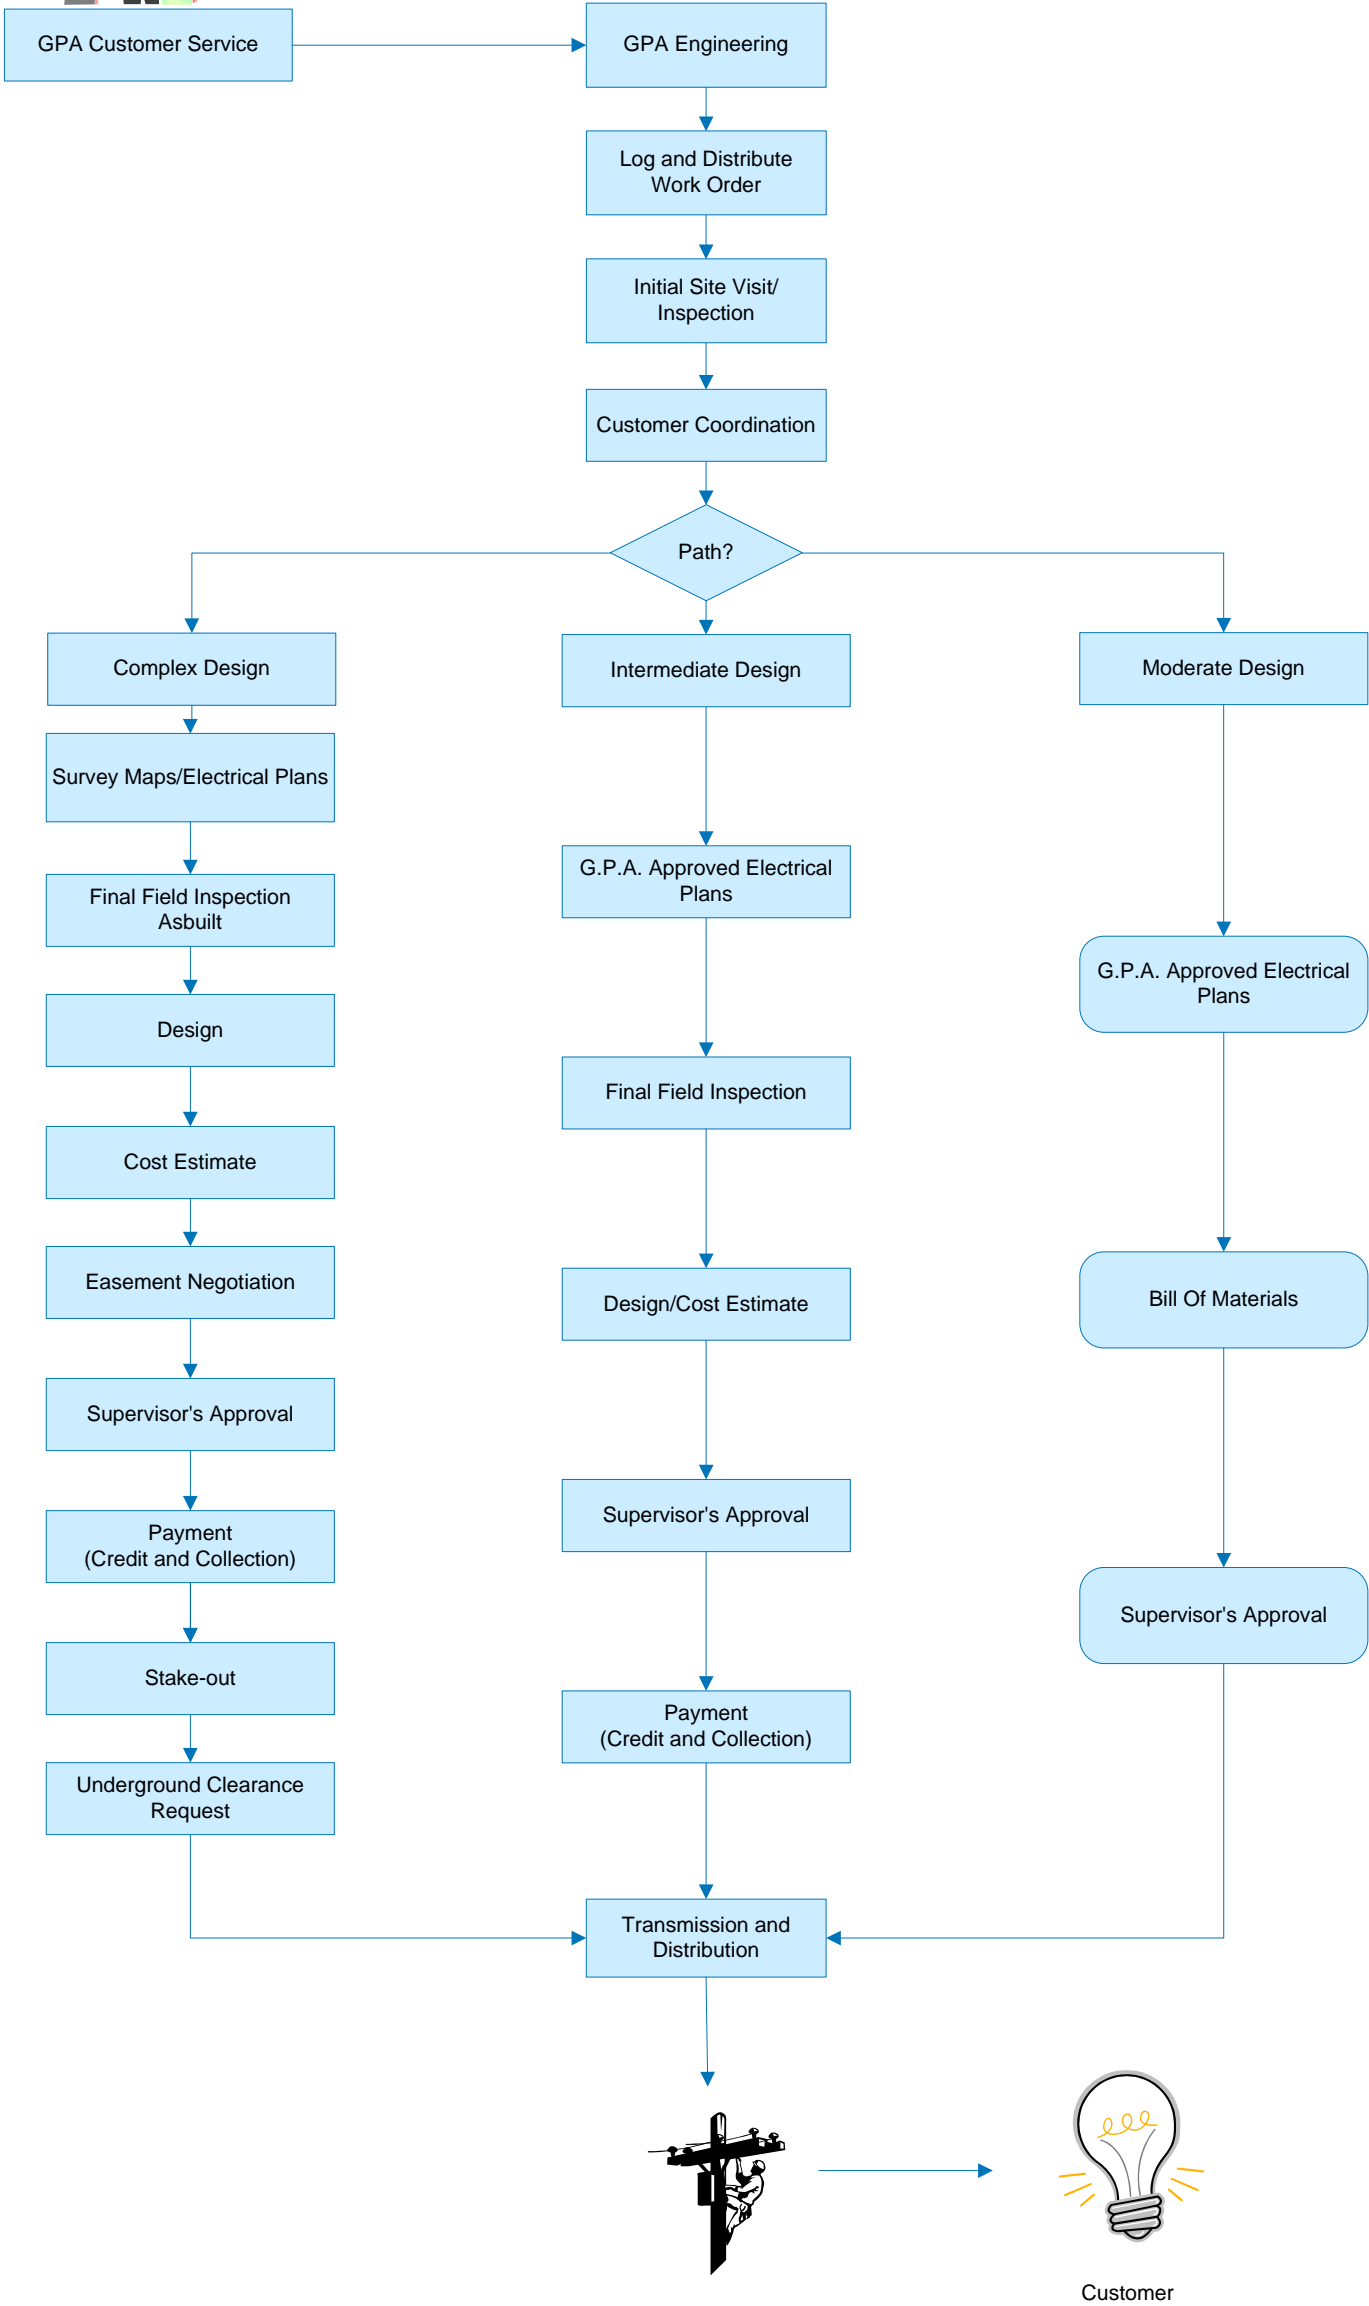 GPA Customer Service
GPA Engineering
Log and Distribute
Work Order
Initial Site Visit/
Inspection
Customer Coordination
Path?
Complex Design
Survey Maps/Electrical Plans
Final Field Inspection
Asbuilt
Design
Cost Estimate
Easement Negotiation
Supervisor's Approval
Payment
(Credit and Collection)
Stake-out
Underground Clearance
Request
Intermediate Design
G.P.A. Approved Electrical
Plans
Final Field Inspection
Design/Cost Estimate
Supervisor's Approval
Payment
(Credit and Collection)
Moderate Design
G.P.A. Approved Electrical
Plans
Bill Of Materials
Supervisor's Approval
Transmission and
Distribution
Customer